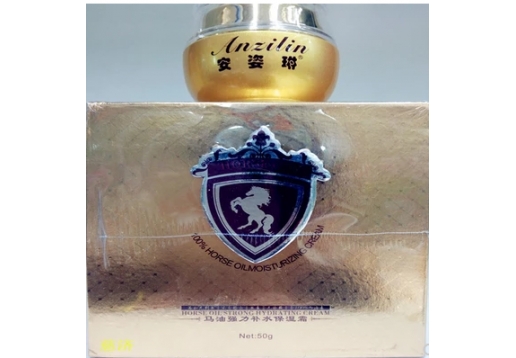 Anzilin
安姿琳®
100% HORSE OILMOISTURIZING CREAM
HORSE OIL STRONG HYDRATING CREAM
马油强力补水保湿霜
Net:50g